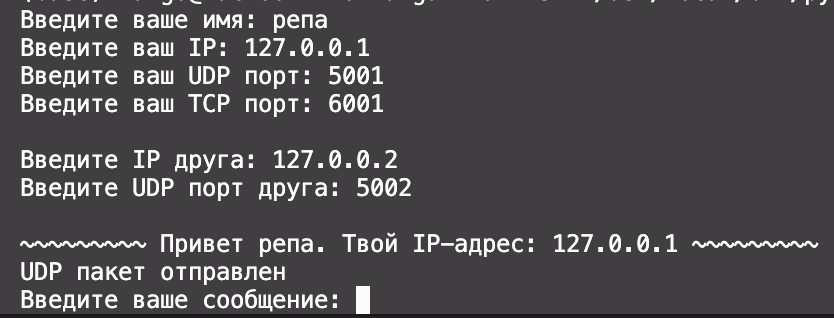 Введите ваше имя: репа
Введите ваш IP: 127.0.0.1
Введите ваш UDP порт: 5001
Введите ваш TCP порт: 6001
Введите IP друга: 127.0.0.2
Введите UDP порт друга: 5002
~~~~~~~~~ Привет репа. Твой IP-адрес: 127.0.0.1 ~~~~~~~~~
UDP пакет отправлен
Введите ваше сообщение: